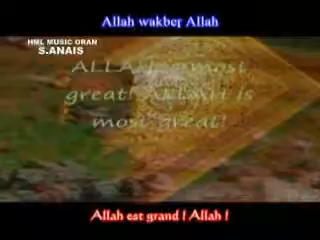 Allah wakber Allah
HML MUSIC ORAN
S.ANAIS
ALLAH is most
great! ALLAH is
most great!
Allah est grand ! Allah !